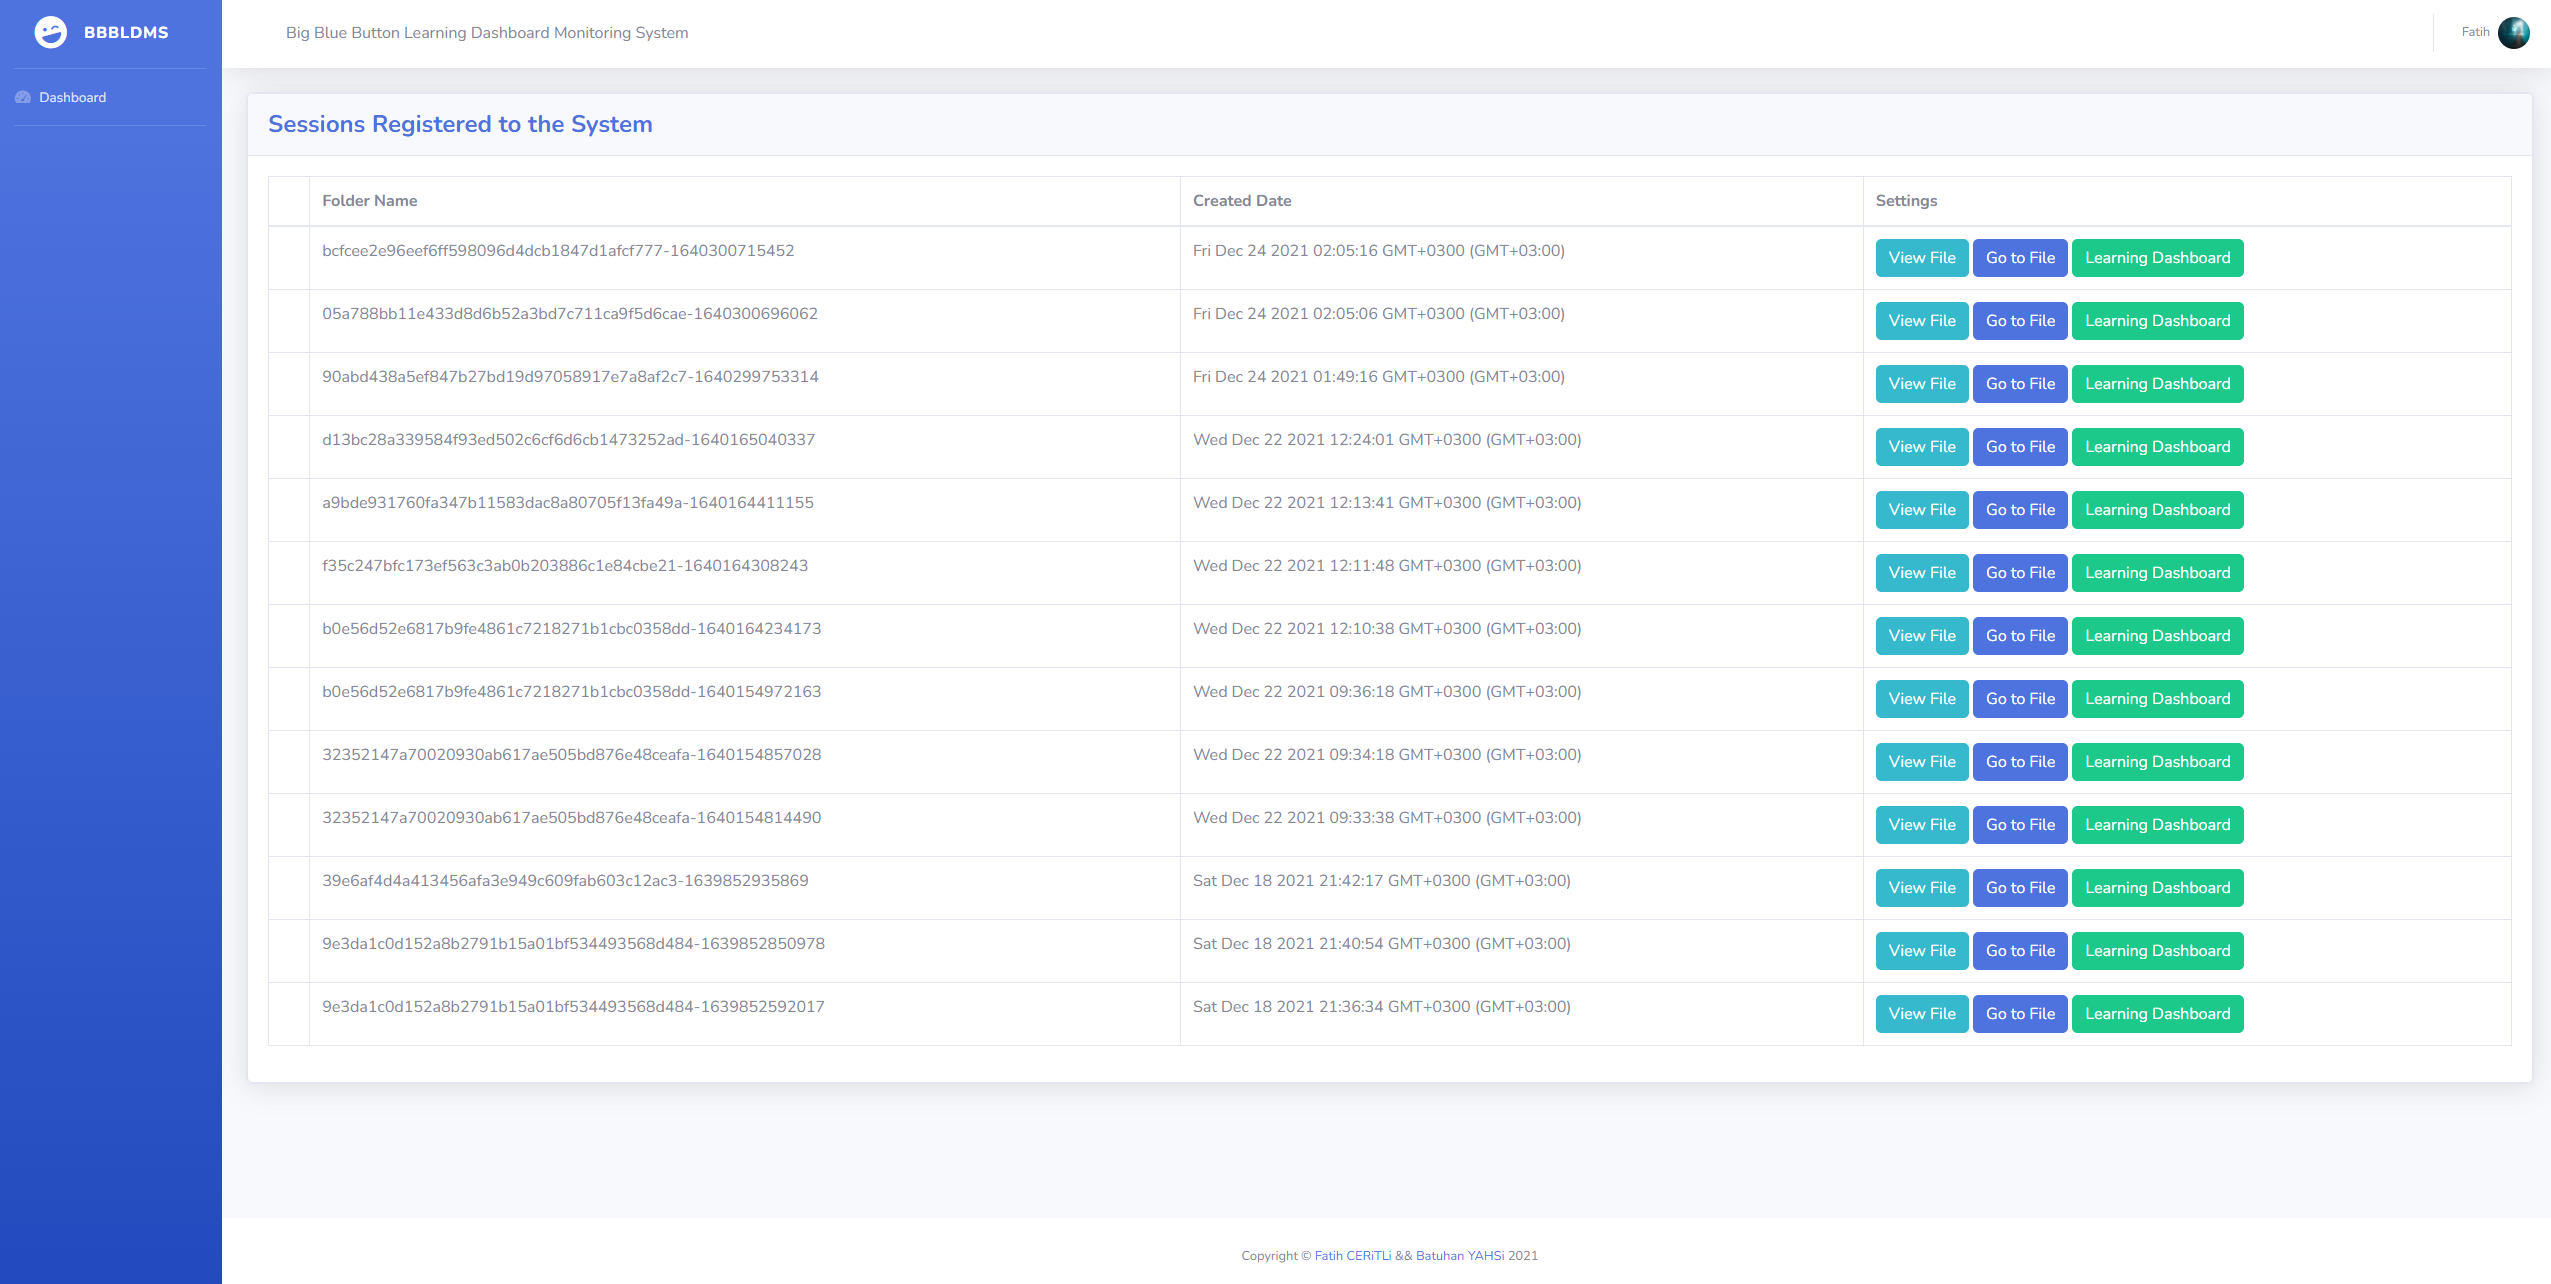 BBBLDMS
Big Blue Button Learning Dashboard Monitoring System
Fatih
Dashboard
Sessions Registered to the System
Folder Name Created Date Settings
bcfcee2e96eef6ff598096d4dcb1847d1afcf777-1640300715452 Fri Dec 24 2021 02:05:16 GMT+0300 (GMT+03:00) View File Go to File Learning Dashboard
05a788bb11e433d8d6b52a3bd7c711ca9f5d6cae-1640300696062 Fri Dec 24 2021 02:05:06 GMT+0300 (GMT+03:00) View File Go to File Learning Dashboard
90abd438a5ef847b27bd19d97058917e7a8af2c7-1640299753314 Fri Dec 24 2021 01:49:16 GMT+0300 (GMT+03:00) View File Go to File Learning Dashboard
d13bc28a339584f93ed502c6cf6d6cb1473252ad-1640165040337 Wed Dec 22 2021 12:24:01 GMT+0300 (GMT+03:00) View File Go to File Learning Dashboard
a9bde931760fa347b11583dac8a80705f13fa49a-1640164411155 Wed Dec 22 2021 12:13:41 GMT+0300 (GMT+03:00) View File Go to File Learning Dashboard
f35c247bfc173ef563c3ab0b203886c1e84cbe21-1640164308243 Wed Dec 22 2021 12:11:48 GMT+0300 (GMT+03:00) View File Go to File Learning Dashboard
b0e56d52e6817b9fe4861c7218271b1cbc0358dd-1640164234173 Wed Dec 22 2021 12:10:38 GMT+0300 (GMT+03:00) View File Go to File Learning Dashboard
b0e56d52e6817b9fe4861c7218271b1cbc0358dd-1640154972163 Wed Dec 22 2021 09:36:18 GMT+0300 (GMT+03:00) View File Go to File Learning Dashboard
32352147a70020930ab617ae505bd876e48ceafa-1640154857028 Wed Dec 22 2021 09:34:18 GMT+0300 (GMT+03:00) View File Go to File Learning Dashboard
32352147a70020930ab617ae505bd876e48ceafa-1640154814490 Wed Dec 22 2021 09:33:38 GMT+0300 (GMT+03:00) View File Go to File Learning Dashboard
39e6af4d4a413456afa3e949c609fab603c12ac3-1639852935869 Sat Dec 18 2021 21:42:17 GMT+0300 (GMT+03:00) View File Go to File Learning Dashboard
9e3da1c0d152a8b2791b15a01bf534493568d484-1639852850978 Sat Dec 18 2021 21:40:54 GMT+0300 (GMT+03:00) View File Go to File Learning Dashboard
9e3da1c0d152a8b2791b15a01bf534493568d484-1639852592017 Sat Dec 18 2021 21:36:34 GMT+0300 (GMT+03:00) View File Go to File Learning Dashboard
Copyright © Fatih CERiTLi && Batuhan YAHSi 2021